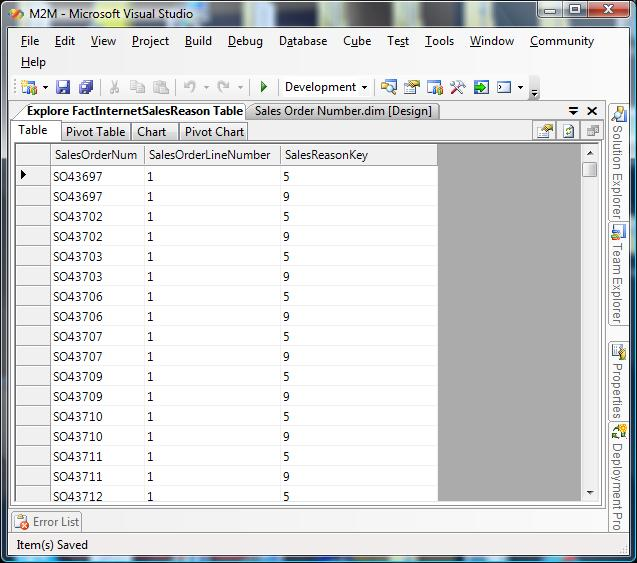 M2M - Microsoft Visual Studio
File Edit View Project Build Debug Database Cube Test Tools Window Community
Help
Development
Explore FactInternetSalesReason Table Sales Order Number.dim [Design]
Table Pivot Table Chart Pivot Chart
SalesOrderNum SalesOrderLineNumber SalesReasonKey
SO43697 1 5
SO43697 1 9
SO43702 1 5
SO43702 1 9
SO43703 1 5
SO43703 1 9
SO43706 1 5
SO43706 1 9
SO43707 1 5
SO43707 1 9
SO43709 1 5
SO43709 1 9
SO43710 1 5
SO43710 1 9
SO43711 1 5
SO43711 1 9
SO43712 1 5
Solution Explorer
Team Explorer
Properties
Deployment Pro
Error List
Item(s) Saved